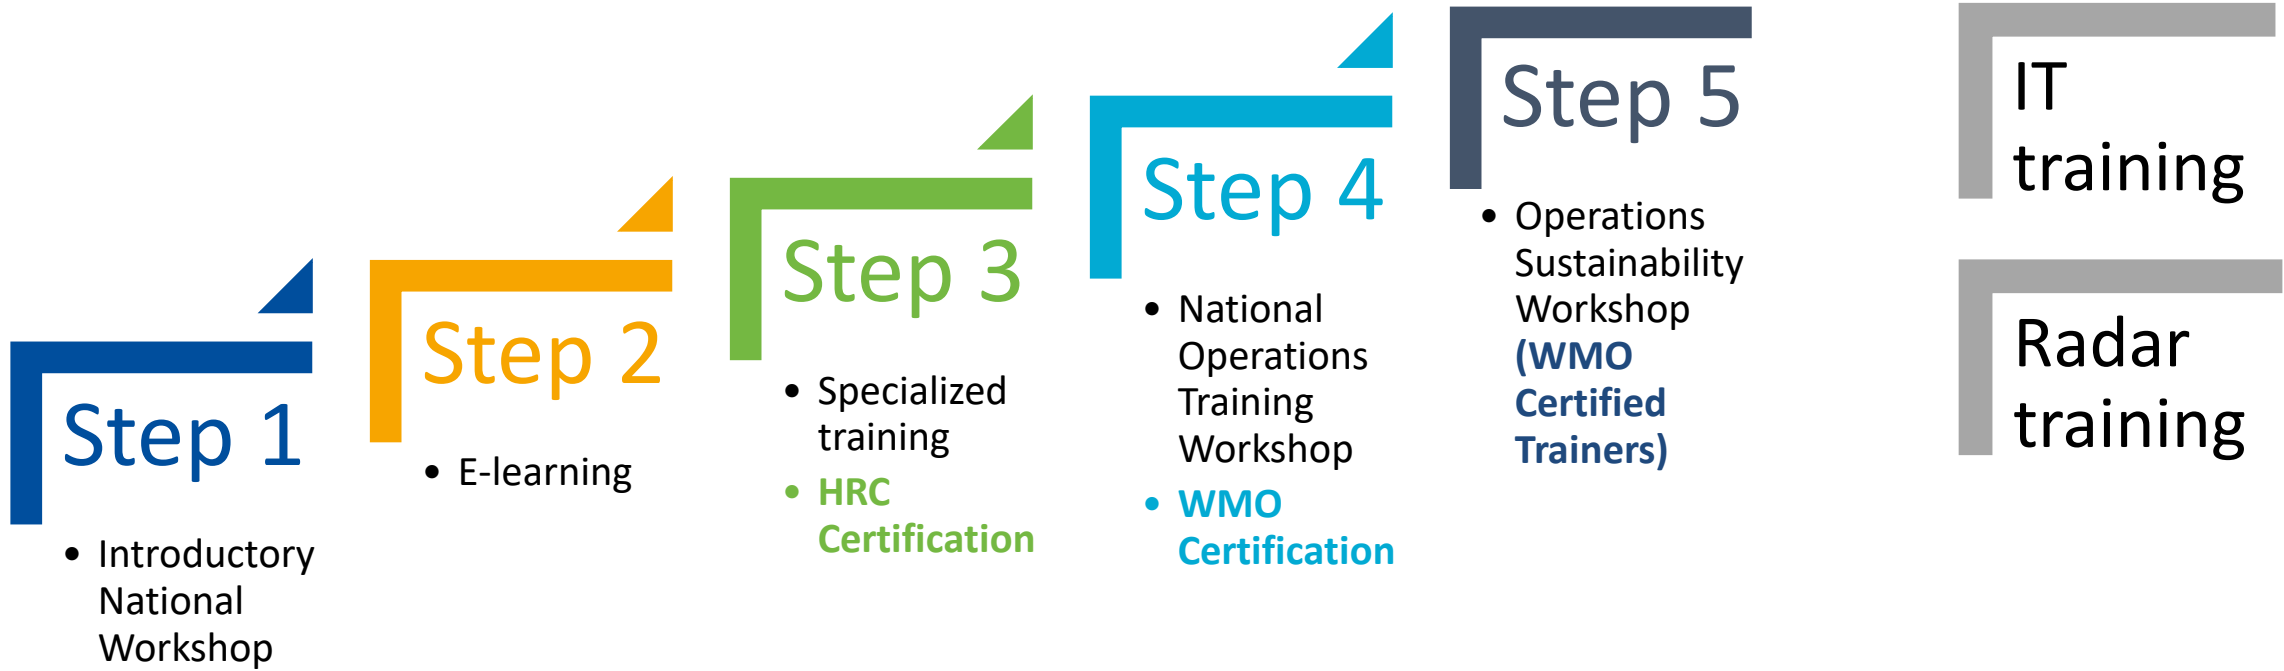 Step 1
• Introductory
National
Workshop
Step 2
• E-learning
Step 3
• Specialized
training
• HRC
Certification
Step 4
• National
Operations
Training
Workshop
• WMO
Certification
Step 5
• Operations
Sustainability
Workshop
(WMO
Certified
Trainers)
IT
training
Radar
training